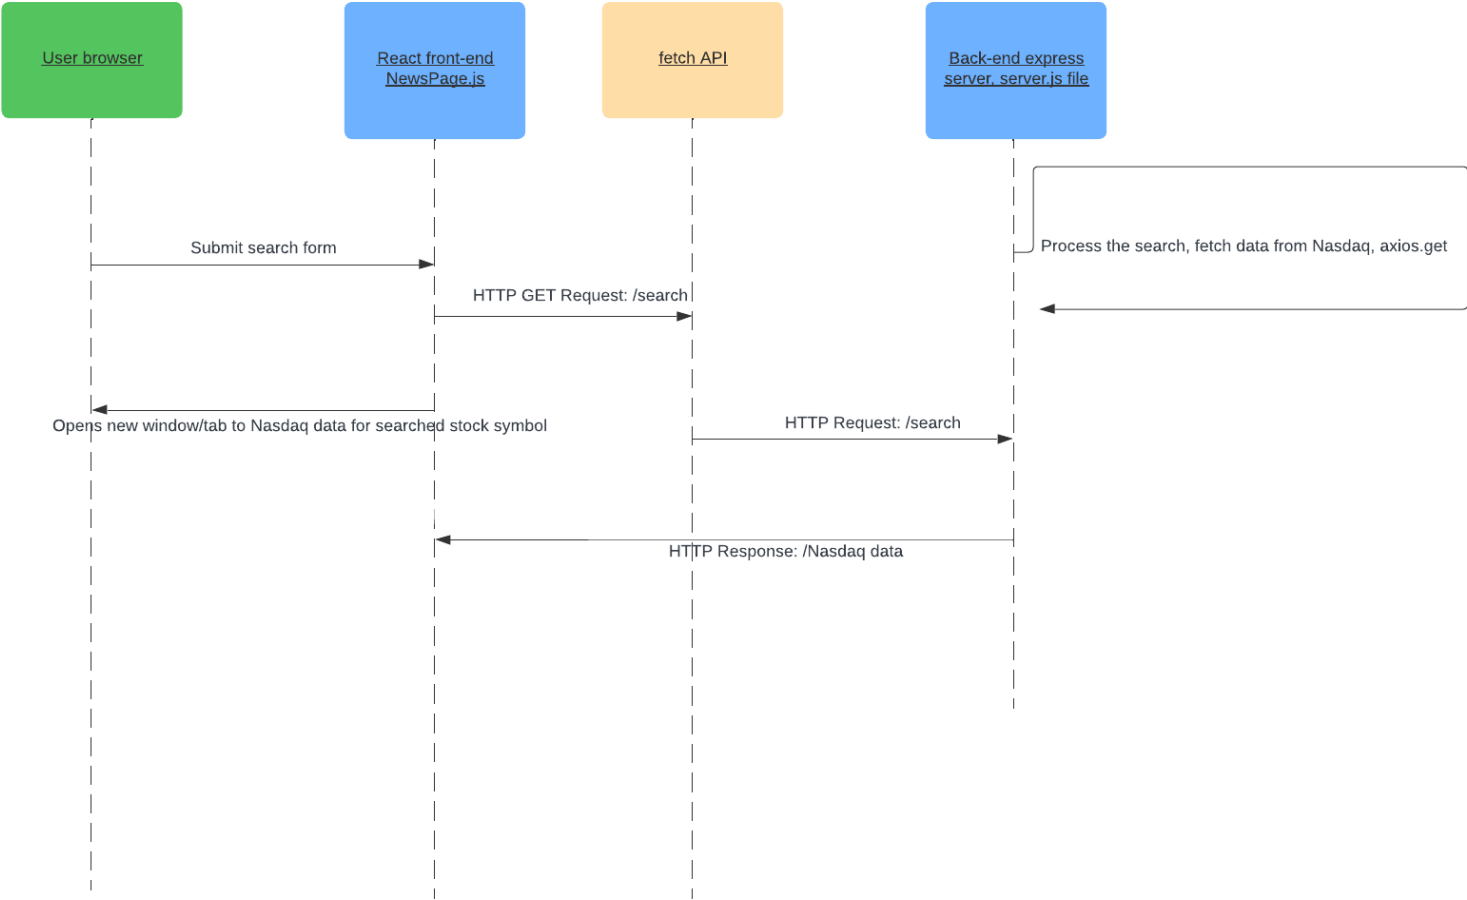 User browser
React front-end
NewsPage.js
fetch API
Back-end express
server, server.js file
Submit search form
Process the search, fetch data from Nasdaq, axios.get
HTTP GET Request: /search
Opens new window/tab to Nasdaq data for searched stock symbol
HTTP Request: /search
HTTP Response: /Nasdaq data